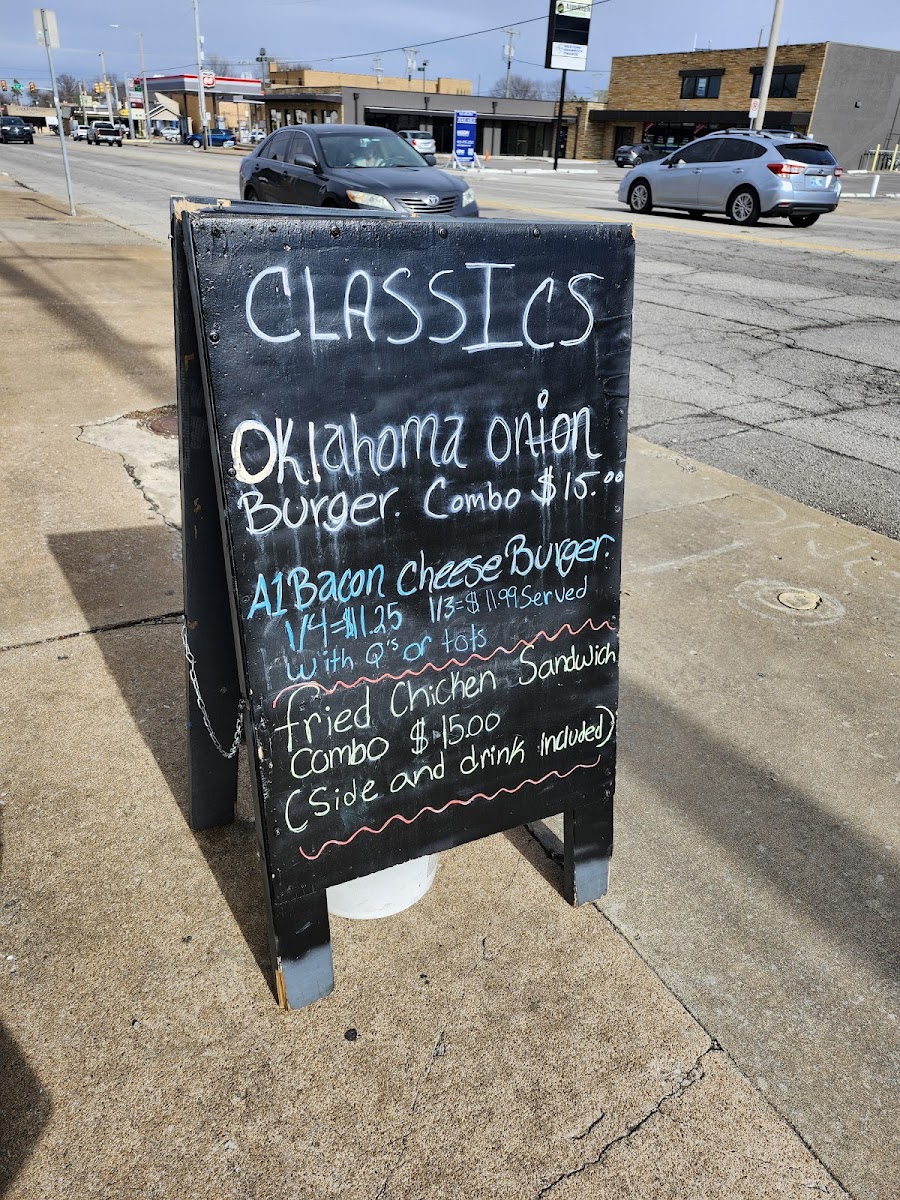 CLASSICS
Oklahoma onion
Burger. Combo $15.00
A1 Bacon Cheese Burger.
1/4=$11.25 1/3=$11.99 Served
with Q's or tots
fried Chicken Sandwich
Combo $15.00
(Side and drink Included)